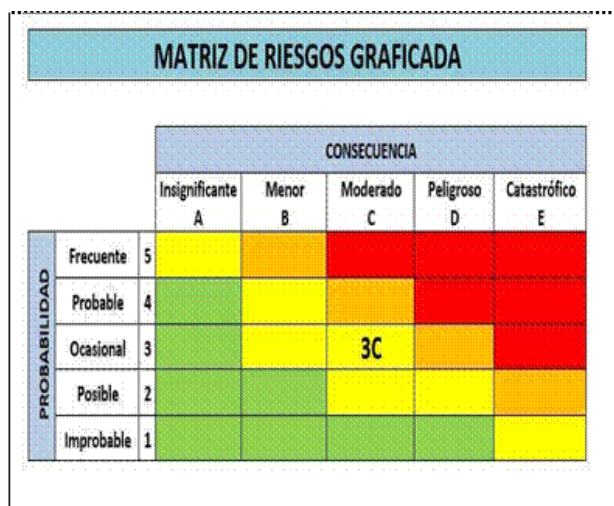 MATRIZ DE RIESGOS GRAFICADA
CONSECUENCIA
Insignificante Menor Moderado Peligroso Catastrófico
A B C D E
PROBABILIDAD
Frecuente 5
Probable 4
Ocasional 3 3C
Posible 2
Improbable 1